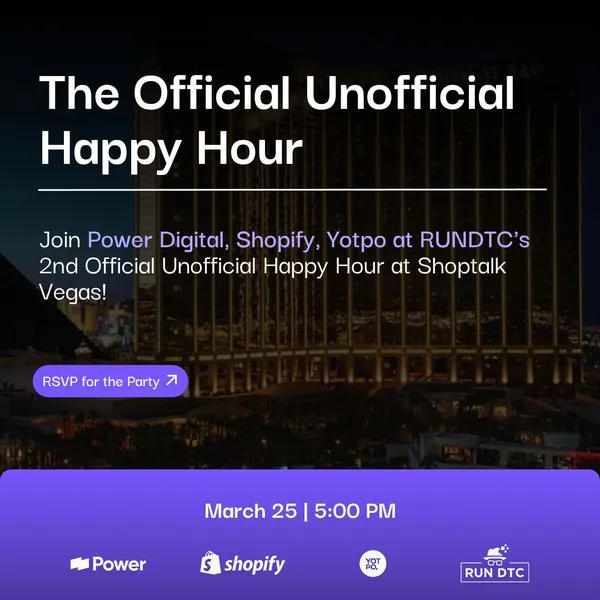 The Official Unofficial
Happy Hour
Join Power Digital, Shopify, Yotpo at RUNDTC's
2nd Official Unofficial Happy Hour at Shoptalk
Vegas!
RSVP for the Party
March 25 | 5:00 PM
Power
shopify
YOT
PO.
RUN DTC